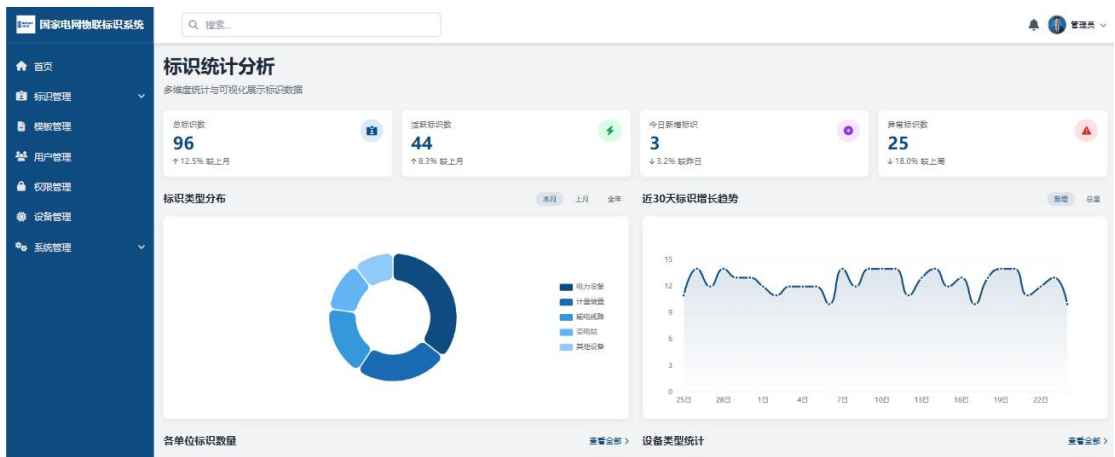 国家电网物联标识系统
搜索...
管理员
首页
标识管理
模板管理
用户管理
权限管理
设备管理
系统管理
标识统计分析
多维度统计与可视化展示标识数据
总标识数
96
↑12.5% 较上月
活跃标识数
44
↑8.3% 较上月
今日新增标识
3
↓3.2% 较昨日
异常标识数
25
↓18.0% 较上周
标识类型分布
本月 上月 全年
电力设备
计量装置
输电线路
变电站
其他设备
近30天标识增长趋势
新增 总量
15
12
9
6
3
0
25日 28日 1日 4日 7日 10日 13日 16日 19日 22日
各单位标识数量
查看全部 >
设备类型统计
查看全部 >